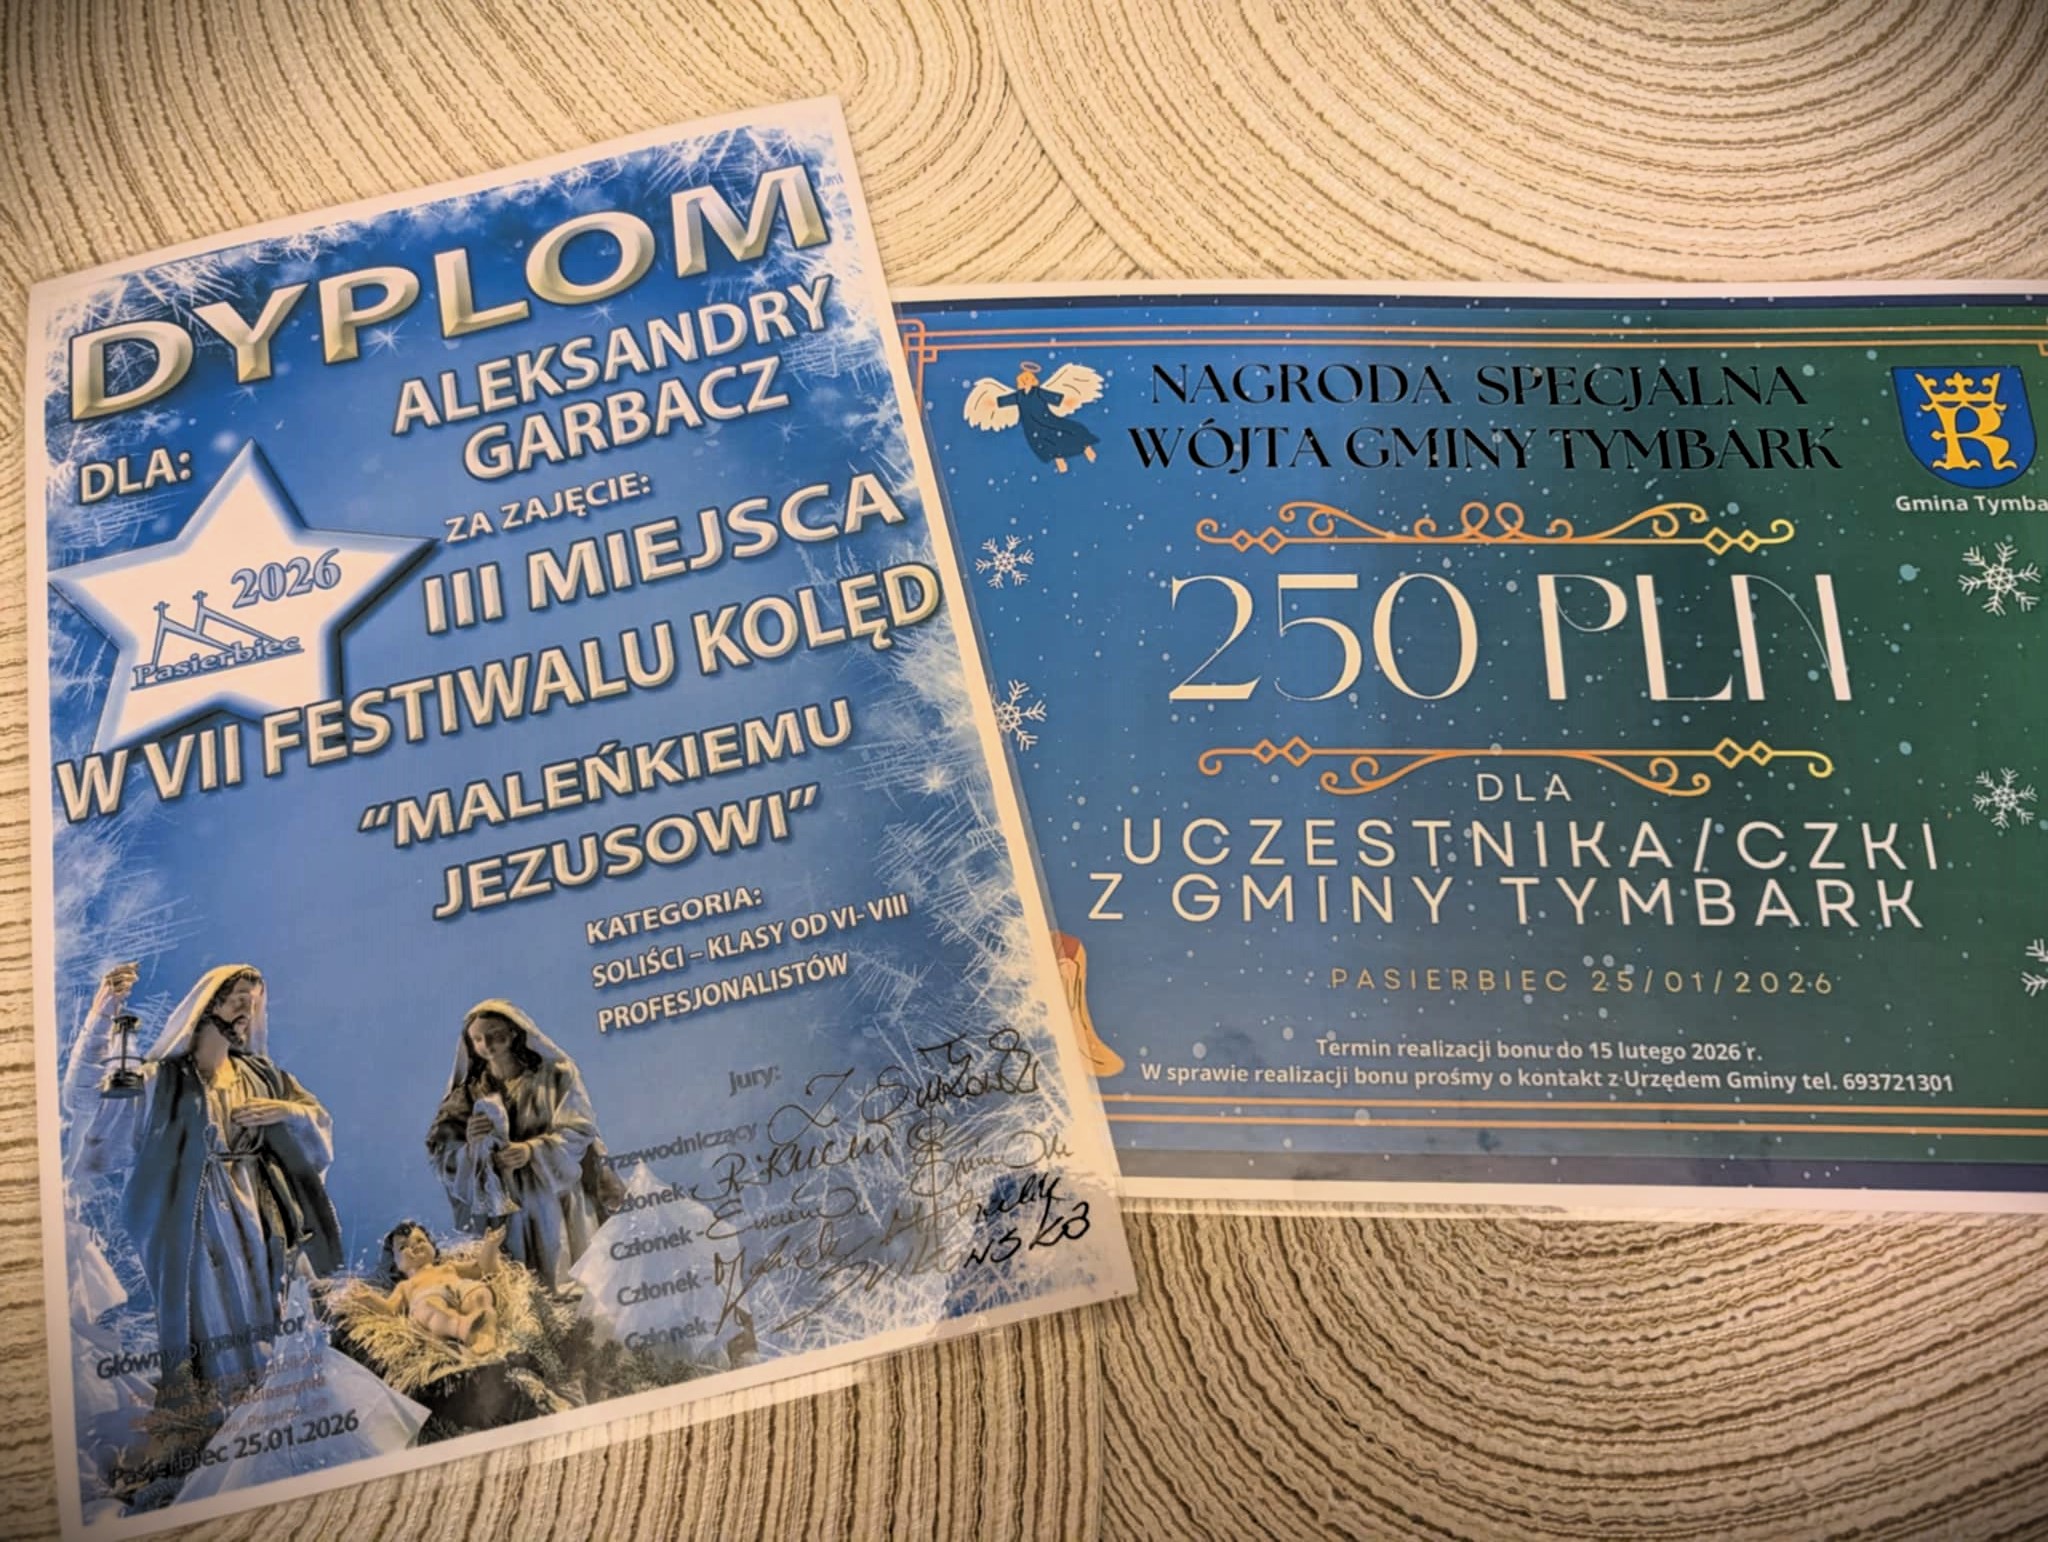 DYPLOM
DLA:
ALEKSANDRY
GARBACZ
ZA ZAJĘCIE:
III MIEJSCA
2026
Pasierbiec
W VII FESTIWALU KOLĘD
“MALEŃKIEMU
JEZUSOWI”
KATEGORIA:
SOLIŚCI – KLASY OD VI- VIII
PROFESJONALISTÓW
Jury:
Przewodniczący
Członek -
Członek -
Członek -
Członek
Główny organizator
Pasierbiec 25.01.2026
NAGRODA SPECJALNA
WÓJTA GMINY TYMBARK
Gmina Tymba
250 PLN
DLA
UCZESTNIKA/CZKI
Z GMINY TYMBARK
PASIERBIEC 25/01/2026
Termin realizacji bonu do 15 lutego 2026 r.
W sprawie realizacji bonu prośmy o kontakt z Urzędem Gminy tel. 693721301